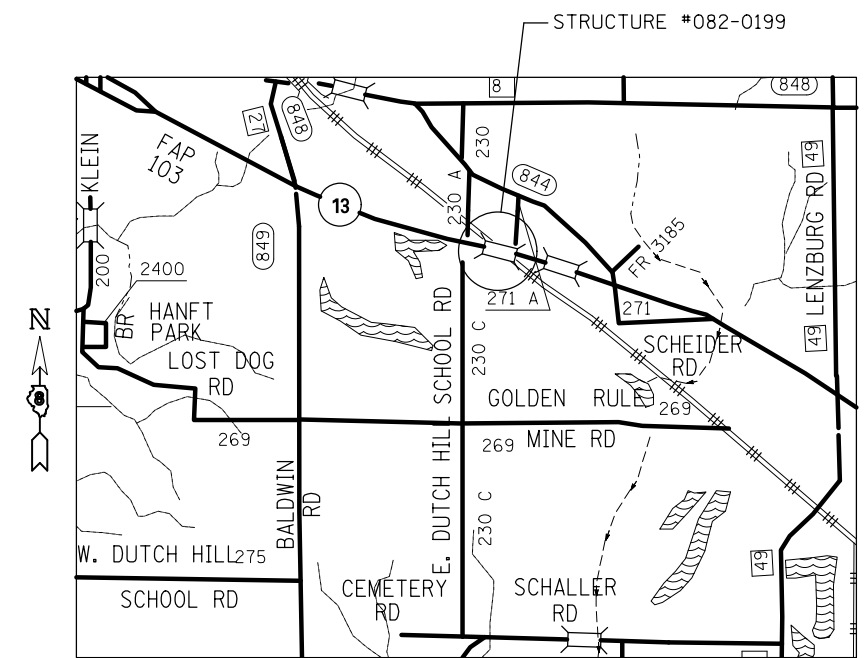 STRUCTURE #082-0199
8
848
27
848
KLEIN
FAP
103
230
49
230 A
844
13
LENZBURG RD
849
FR 3185
200
2400
271 A
271
N
BR
HANFT
PARK
E. DUTCH HILL SCHOOL RD
230 C
49
SCHEIDER
RD
LOST DOG
RD
8
GOLDEN RULE
269
269
269
MINE RD
BALDWIN
RD
230 C
W. DUTCH HILL
275
49
SCHOOL RD
CEMETERY
RD
SCHALLER
RD